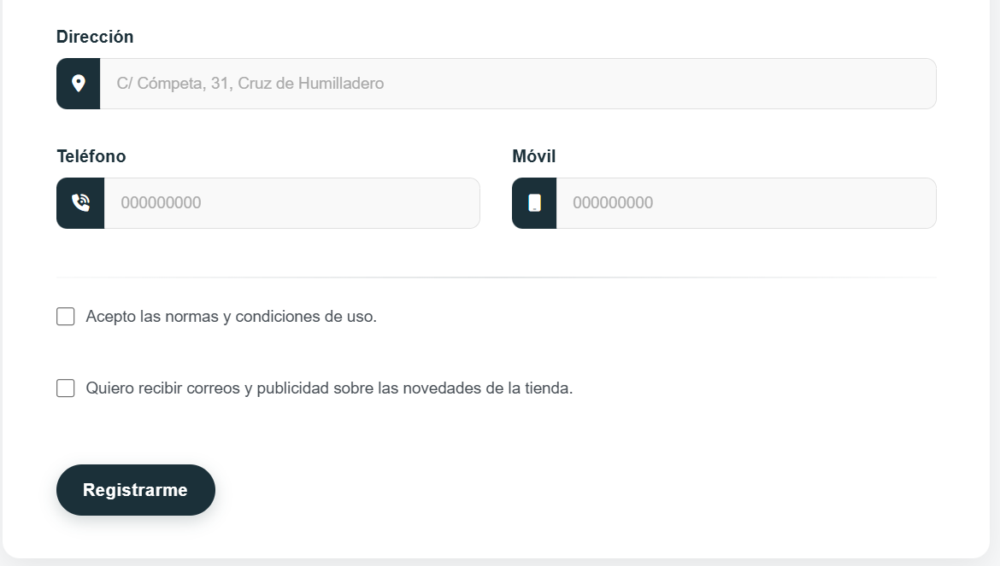 Dirección
C/ Cómpeta, 31, Cruz de Humilladero
Teléfono
Móvil
000000000
000000000
Acepto las normas y condiciones de uso.
Quiero recibir correos y publicidad sobre las novedades de la tienda.
Registrarme